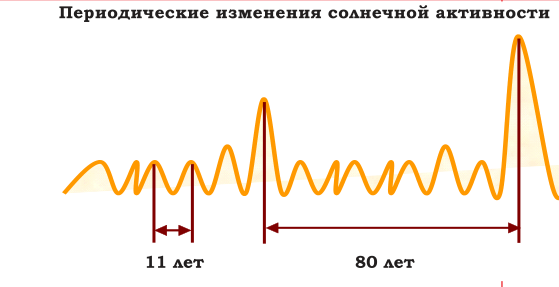 Периодические изменения солнечной активности
11 лет
80 лет